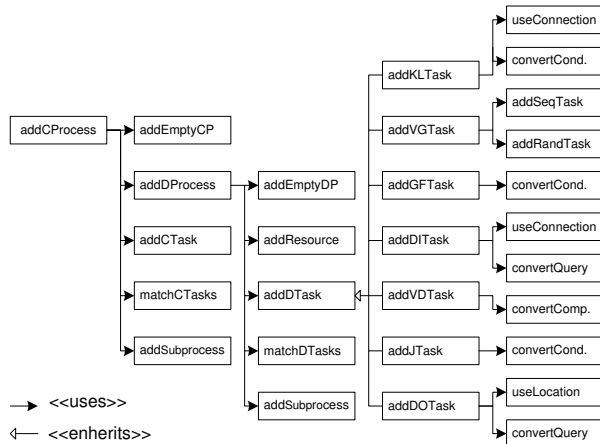 useConnection
addKLTask
convertCond.
addSeqTask
addCProcess
addEmptyCP
addVGTask
addRandTask
addDProcess
addEmptyDP
addGFTask
convertCond.
useConnection
addCTask
addResource
addDITask
convertQuery
matchCTasks
addDTask
addVDTask
convertComp.
addSubprocess
matchDTasks
addJTask
convertCond.
useLocation
<<uses>>
addSubprocess
addDOTask
<<enherits>>
convertQuery